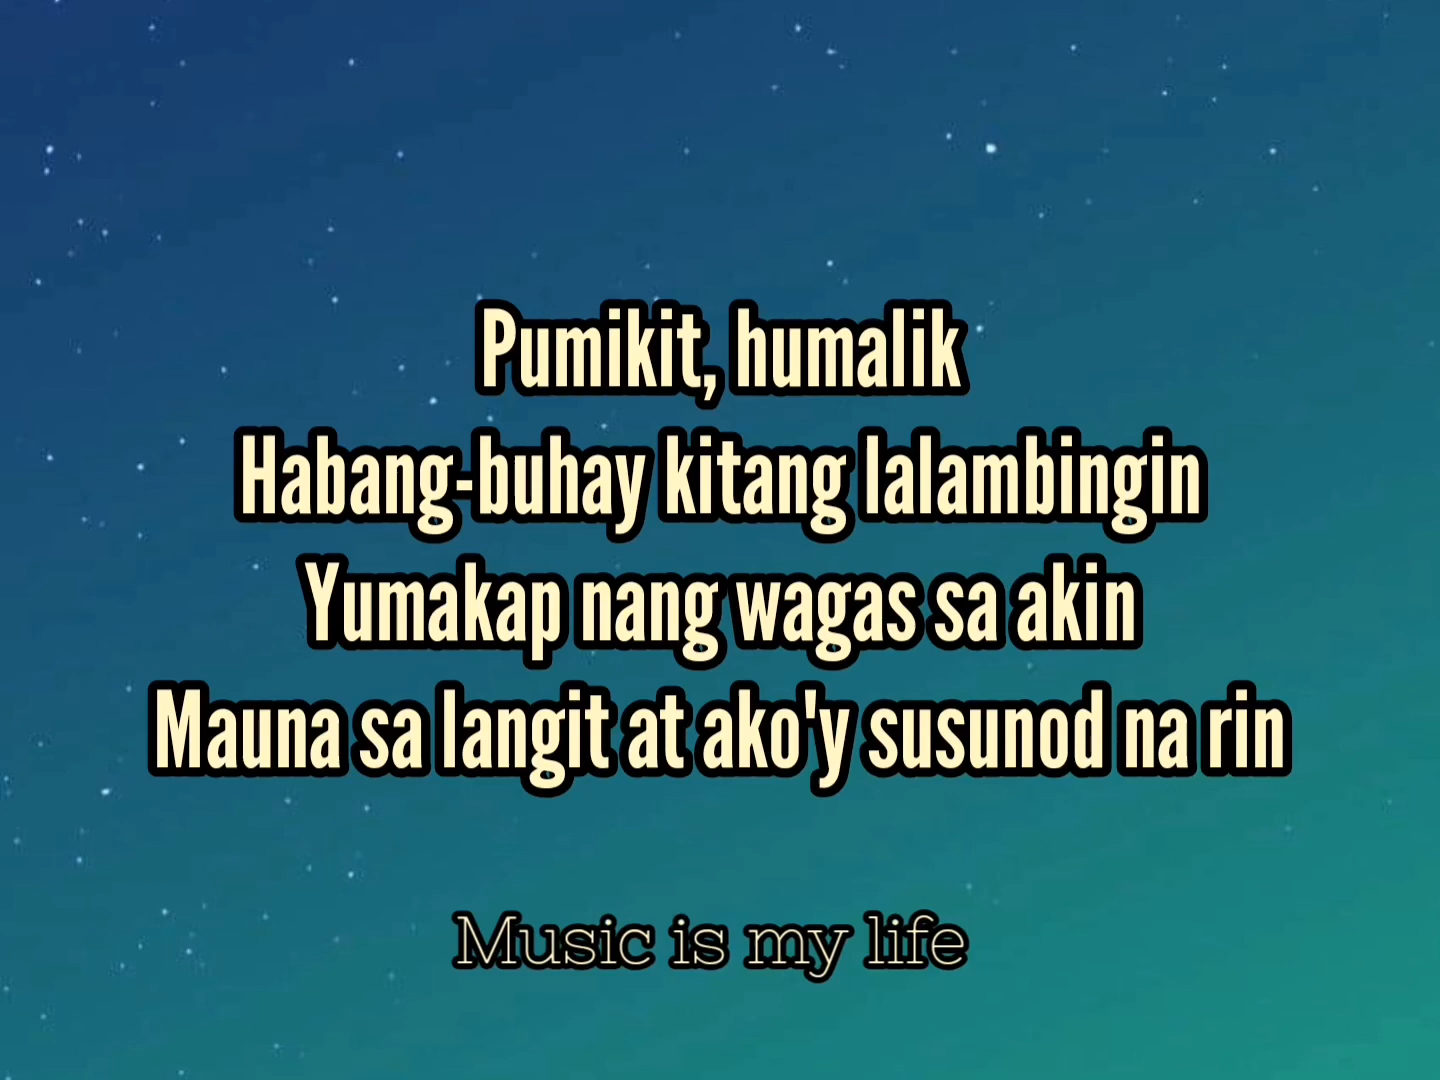 Pumikit, humalik
Habang-buhay kitang lalambingin
Yumakap nang wagas sa akin
Mauna sa langit at ako'y susunod na rin
Music is my life